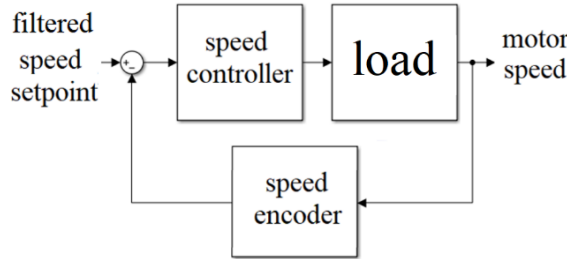 filtered
speed
setpoint
+
-
speed
controller
load
motor
speed
speed
encoder